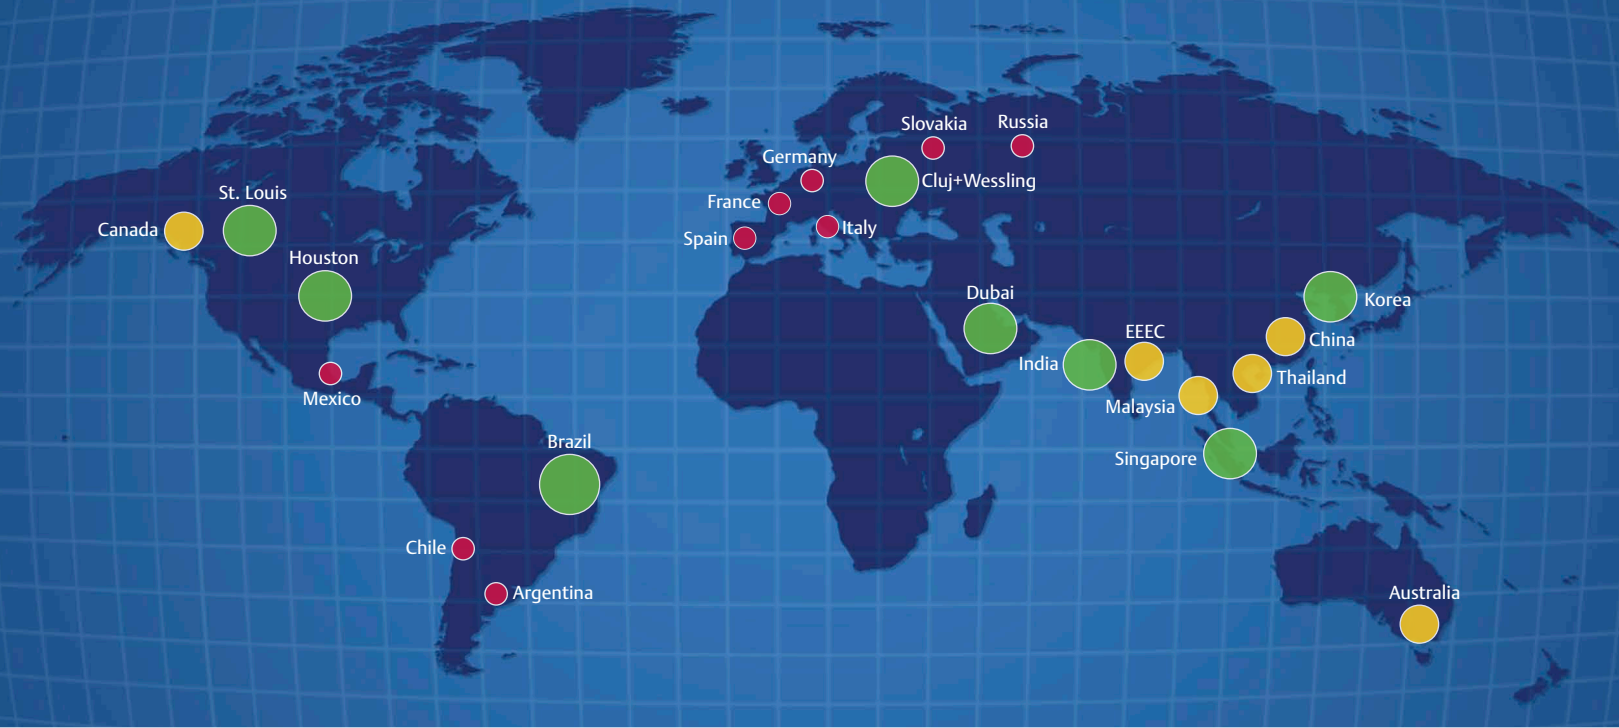 Slovakia
Russia
Germany
Cluj+Wessling
St. Louis
France
Canada
Italy
Spain
Houston
Dubai
Korea
EEEC
China
India
Thailand
Mexico
Malaysia
Brazil
Singapore
Chile
Argentina
Australia